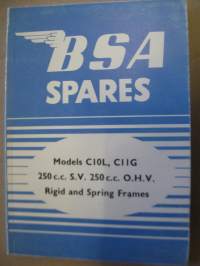 BSA
SPARES
Models C10L, C11G
250 c.c. S.V. 250 c.c. O.H.V.
Rigid and Spring Frames